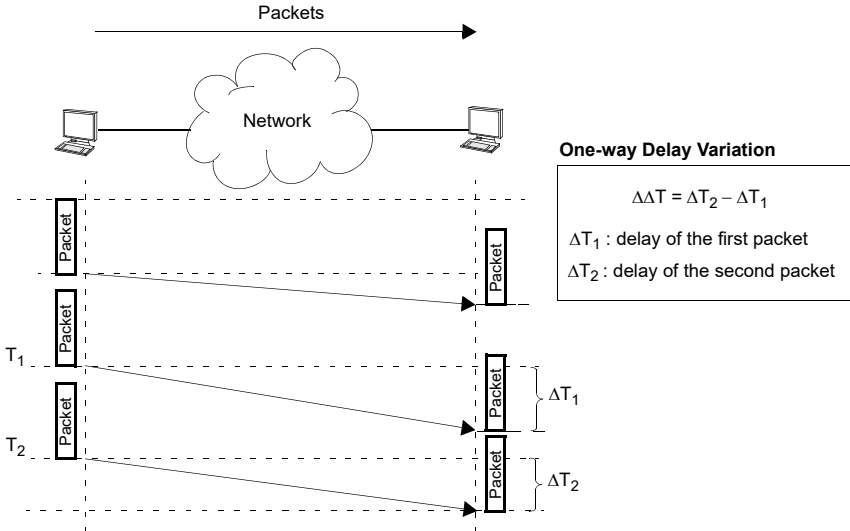 Packets
Network
One-way Delay Variation
ΔΔT = ΔT₂ − ΔT₁
ΔT₁ : delay of the first packet
ΔT₂ : delay of the second packet
Packet
Packet
Packet
T₁
Packet
ΔT₁
Packet
T₂
Packet
ΔT₂